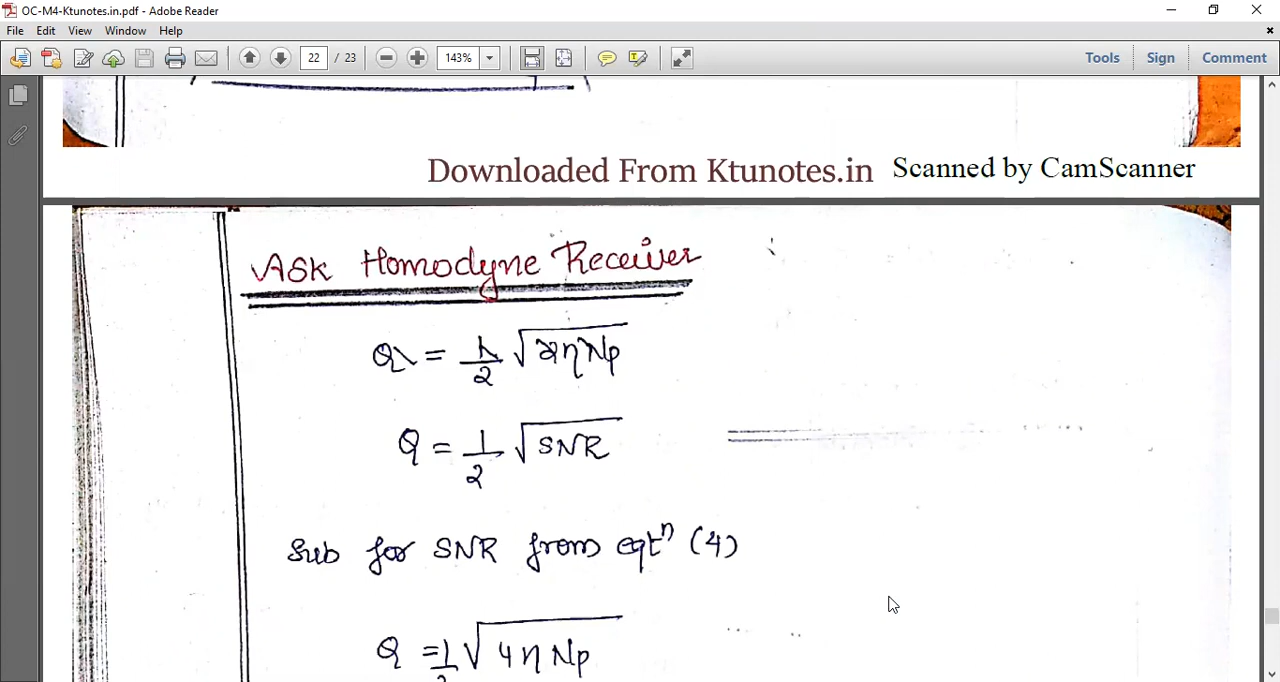 OC-M4-Ktunotes.in.pdf - Adobe Reader
File Edit View Window Help
22 / 23 143% Tools Sign Comment
Downloaded From Ktunotes.in Scanned by CamScanner
ASK Homodyne Receiver
Q = 1/2 √2ηNp
Q = 1/2 √SNR
Sub for SNR from eqtⁿ (4)
Q = 1/2 √4ηNp